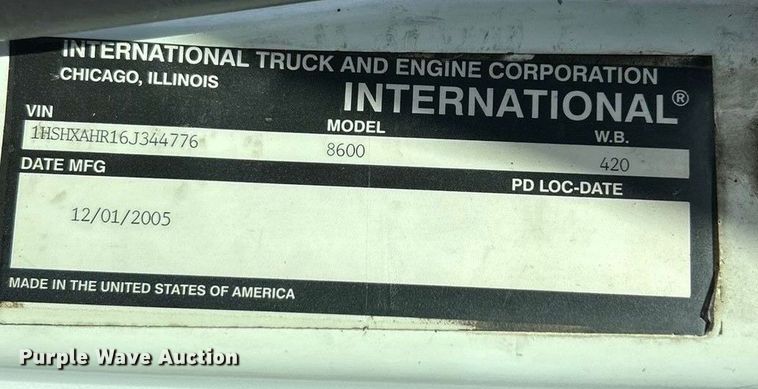 INTERNATIONAL TRUCK AND ENGINE CORPORATION
CHICAGO, ILLINOIS
INTERNATIONAL®
VIN MODEL W.B.
1HSHXAHR16J344776 8600 420
DATE MFG PD LOC-DATE
12/01/2005
MADE IN THE UNITED STATES OF AMERICA
Purple Wave Auction